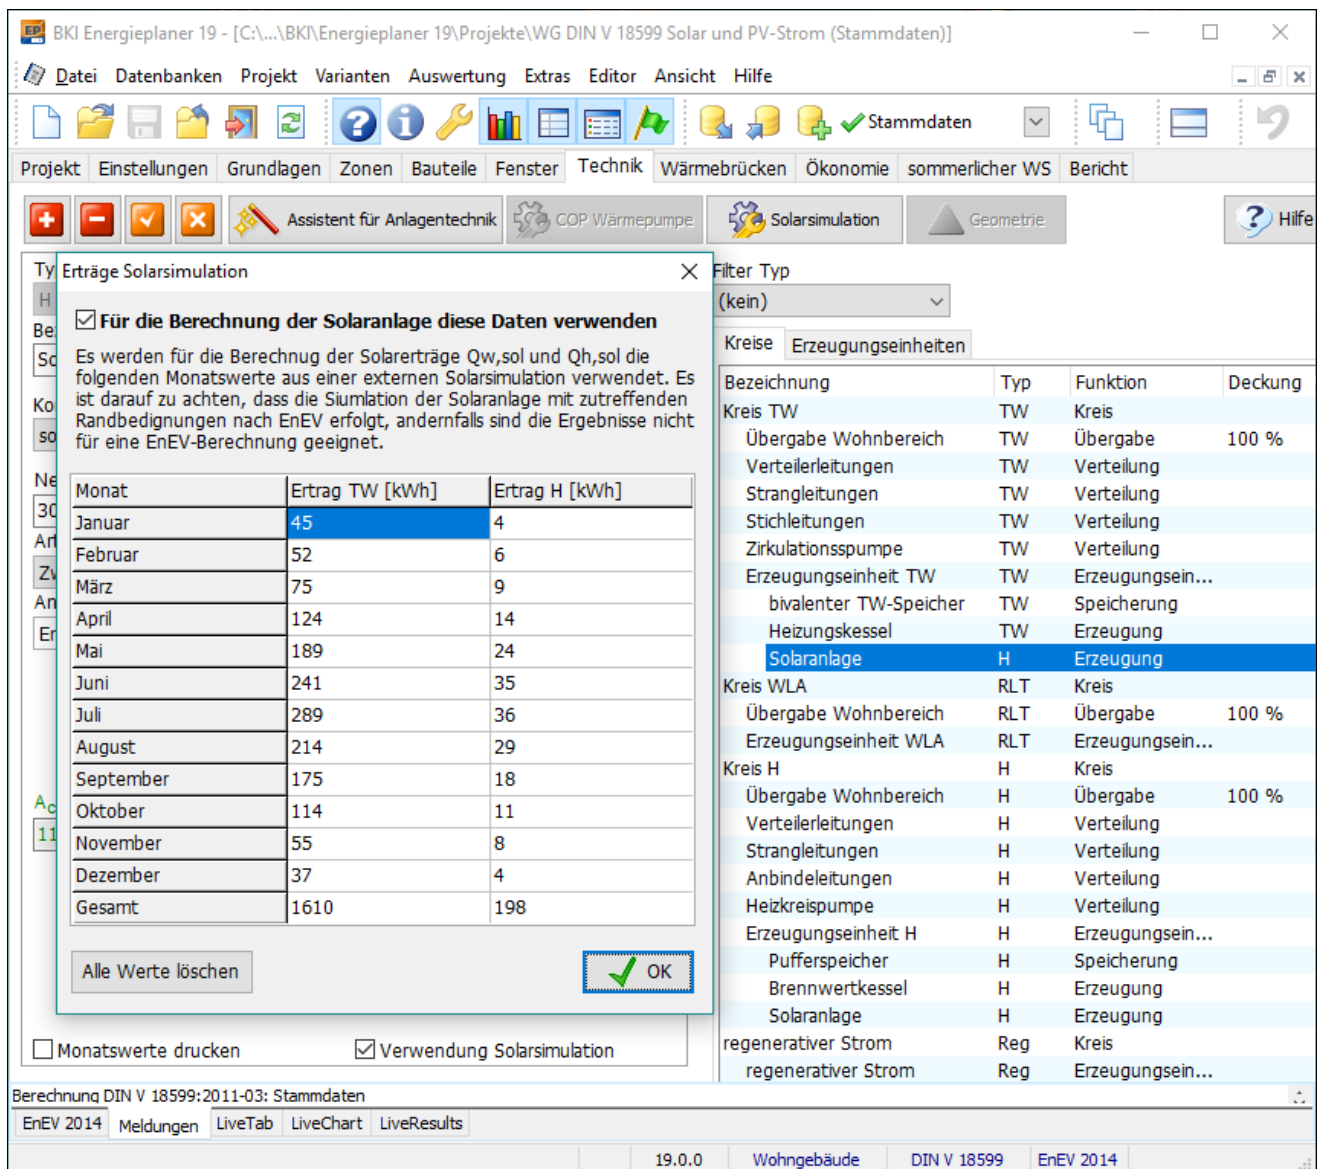 BKI Energieplaner 19 - [C:\...\BKI\Energieplaner 19\Projekte\WG DIN V 18599 Solar und PV-Strom (Stammdaten)]
Datei Datenbanken Projekt Varianten Auswertung Extras Editor Ansicht Hilfe
Stammdaten
Projekt Einstellungen Grundlagen Zonen Bauteile Fenster Technik Wärmebrücken Ökonomie sommerlicher WS Bericht
Assistent für Anlagentechnik COP Wärmepumpe Solarsimulation Geometrie Hilfe
Erträge Solarsimulation
Für die Berechnung der Solaranlage diese Daten verwenden
Es werden für die Berechnug der Solarerträge Qw,sol und Qh,sol die
folgenden Monatswerte aus einer externen Solarsimulation verwendet. Es
ist darauf zu achten, dass die Siumlation der Solaranlage mit zutreffenden
Randbedignungen nach EnEV erfolgt, andernfalls sind die Ergebnisse nicht
für eine EnEV-Berechnung geeignet.
Monat Ertrag TW [kWh] Ertrag H [kWh]
Januar 45 4
Februar 52 6
März 75 9
April 124 14
Mai 189 24
Juni 241 35
Juli 289 36
August 214 29
September 175 18
Oktober 114 11
November 55 8
Dezember 37 4
Gesamt 1610 198
Alle Werte löschen OK
Monatswerte drucken Verwendung Solarsimulation
Filter Typ
(kein)
Kreise Erzeugungseinheiten
Bezeichnung Typ Funktion Deckung
Kreis TW TW Kreis
Übergabe Wohnbereich TW Übergabe 100 %
Verteilerleitungen TW Verteilung
Strangleitungen TW Verteilung
Stichleitungen TW Verteilung
Zirkulationsspumpe TW Verteilung
Erzeugungseinheit TW TW Erzeugungsein...
bivalenter TW-Speicher TW Speicherung
Heizungskessel TW Erzeugung
Solaranlage H Erzeugung
Kreis WLA RLT Kreis
Übergabe Wohnbereich RLT Übergabe 100 %
Erzeugungseinheit WLA RLT Erzeugungsein...
Kreis H H Kreis
Übergabe Wohnbereich H Übergabe 100 %
Verteilerleitungen H Verteilung
Strangleitungen H Verteilung
Anbindeleitungen H Verteilung
Heizkreispumpe H Verteilung
Erzeugungseinheit H H Erzeugungsein...
Pufferspeicher H Speicherung
Brennwertkessel H Erzeugung
Solaranlage H Erzeugung
regenerativer Strom Reg Kreis
regenerativer Strom Reg Erzeugungsein...
Berechnung DIN V 18599:2011-03: Stammdaten
EnEV 2014 Meldungen LiveTab LiveChart LiveResults
19.0.0 Wohngebäude DIN V 18599 EnEV 2014